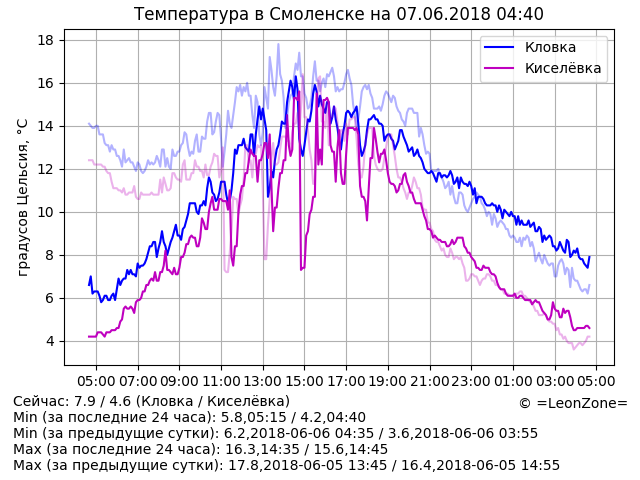 Температура в Смоленске на 07.06.2018 04:40
Кловка
Киселёвка
градусов Цельсия, °C
18
16
14
12
10
8
6
4
05:00 07:00 09:00 11:00 13:00 15:00 17:00 19:00 21:00 23:00 01:00 03:00 05:00
Сейчас: 7.9 / 4.6 (Кловка / Киселёвка)
© =LeonZone=
Min (за последние 24 часа): 5.8,05:15 / 4.2,04:40
Min (за предыдущие сутки): 6.2,2018-06-06 04:35 / 3.6,2018-06-06 03:55
Max (за последние 24 часа): 16.3,14:35 / 15.6,14:45
Max (за предыдущие сутки): 17.8,2018-06-05 13:45 / 16.4,2018-06-05 14:55